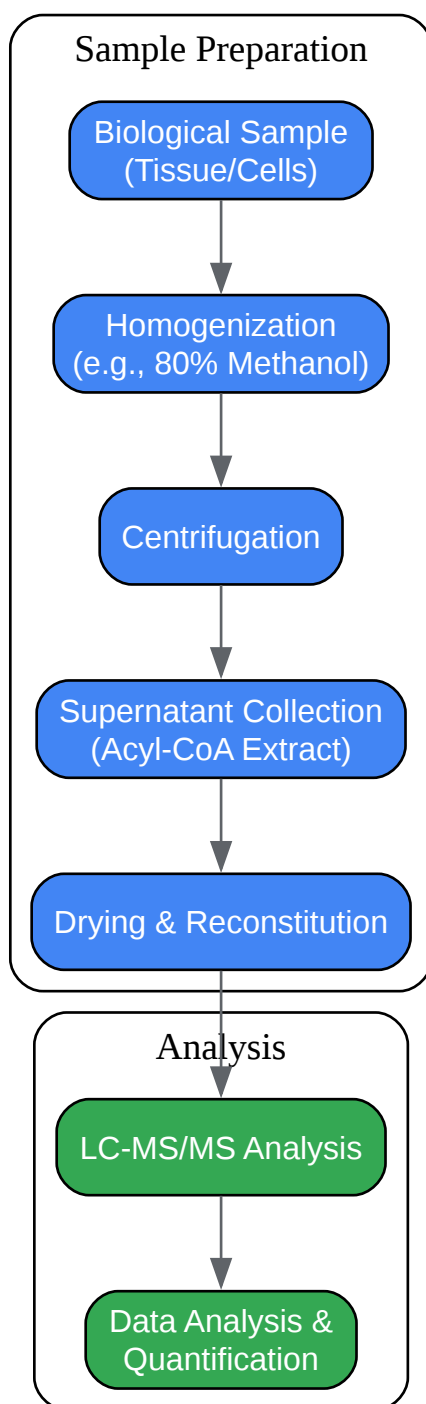 Sample Preparation
Biological Sample
(Tissue/Cells)
Homogenization
(e.g., 80% Methanol)
Centrifugation
Supernatant Collection
(Acyl-CoA Extract)
Drying & Reconstitution
Analysis
LC-MS/MS Analysis
Data Analysis &
Quantification